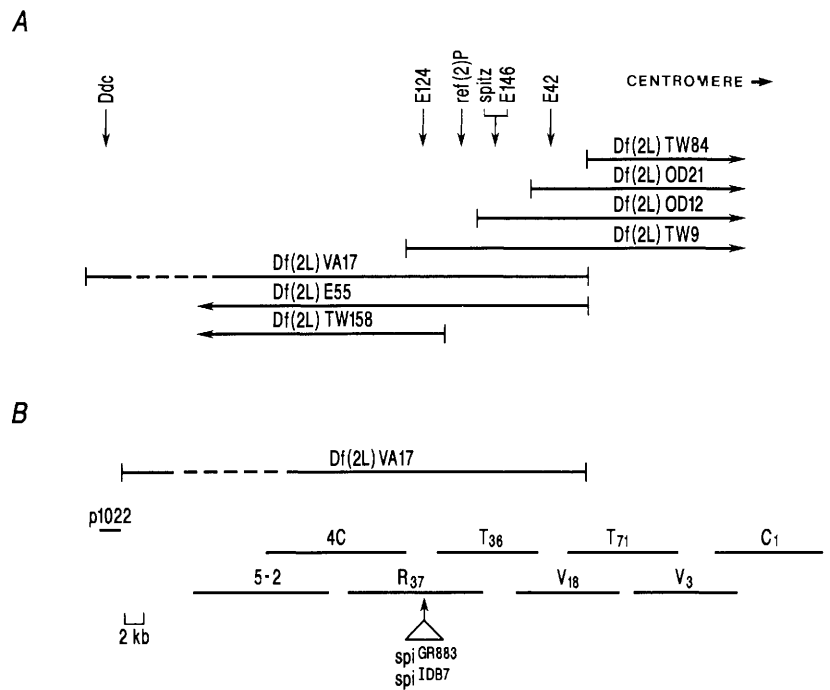 A
Ddc
E124
ref(2)P
spitz
E146
E42
CENTROMERE
Df(2L) TW84
Df(2L) OD21
Df(2L) OD12
Df(2L) TW9
Df(2L) VA17
Df(2L) E55
Df(2L) TW158
B
Df(2L) VA17
p1022
4C
T36
T71
C1
5-2
R37
V18
V3
2 kb
spi GR883
spi IDB7